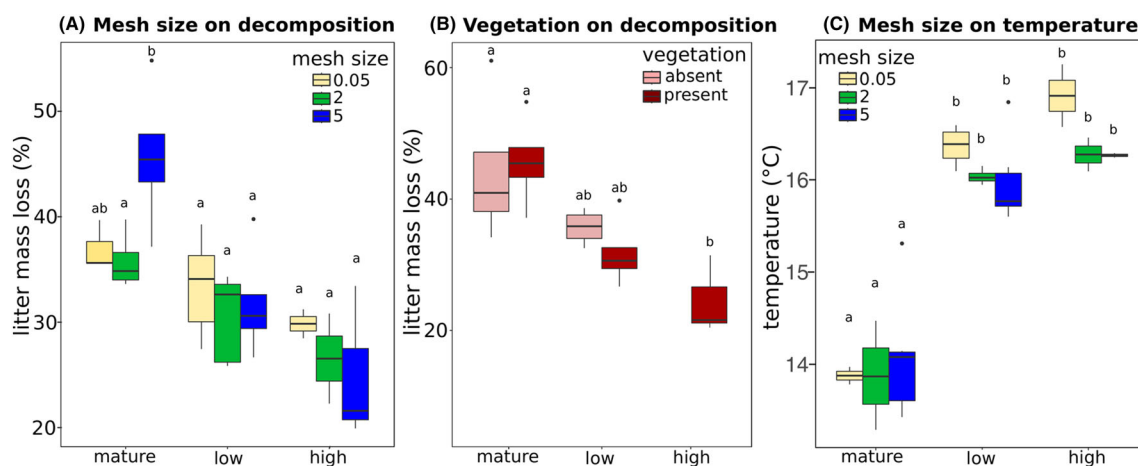 (A) Mesh size on decomposition
mesh size
0.05
2
5
b
ab
a
a
a
a
a
a
a
litter mass loss (%)
50
40
30
20
mature
low
high
(B) Vegetation on decomposition
vegetation
absent
present
a
a
ab
ab
b
litter mass loss (%)
60
40
20
mature
low
high
(C) Mesh size on temperature
mesh size
0.05
2
5
b
b
b
b
b
b
a
a
a
temperature (°C)
17
16
15
14
mature
low
high